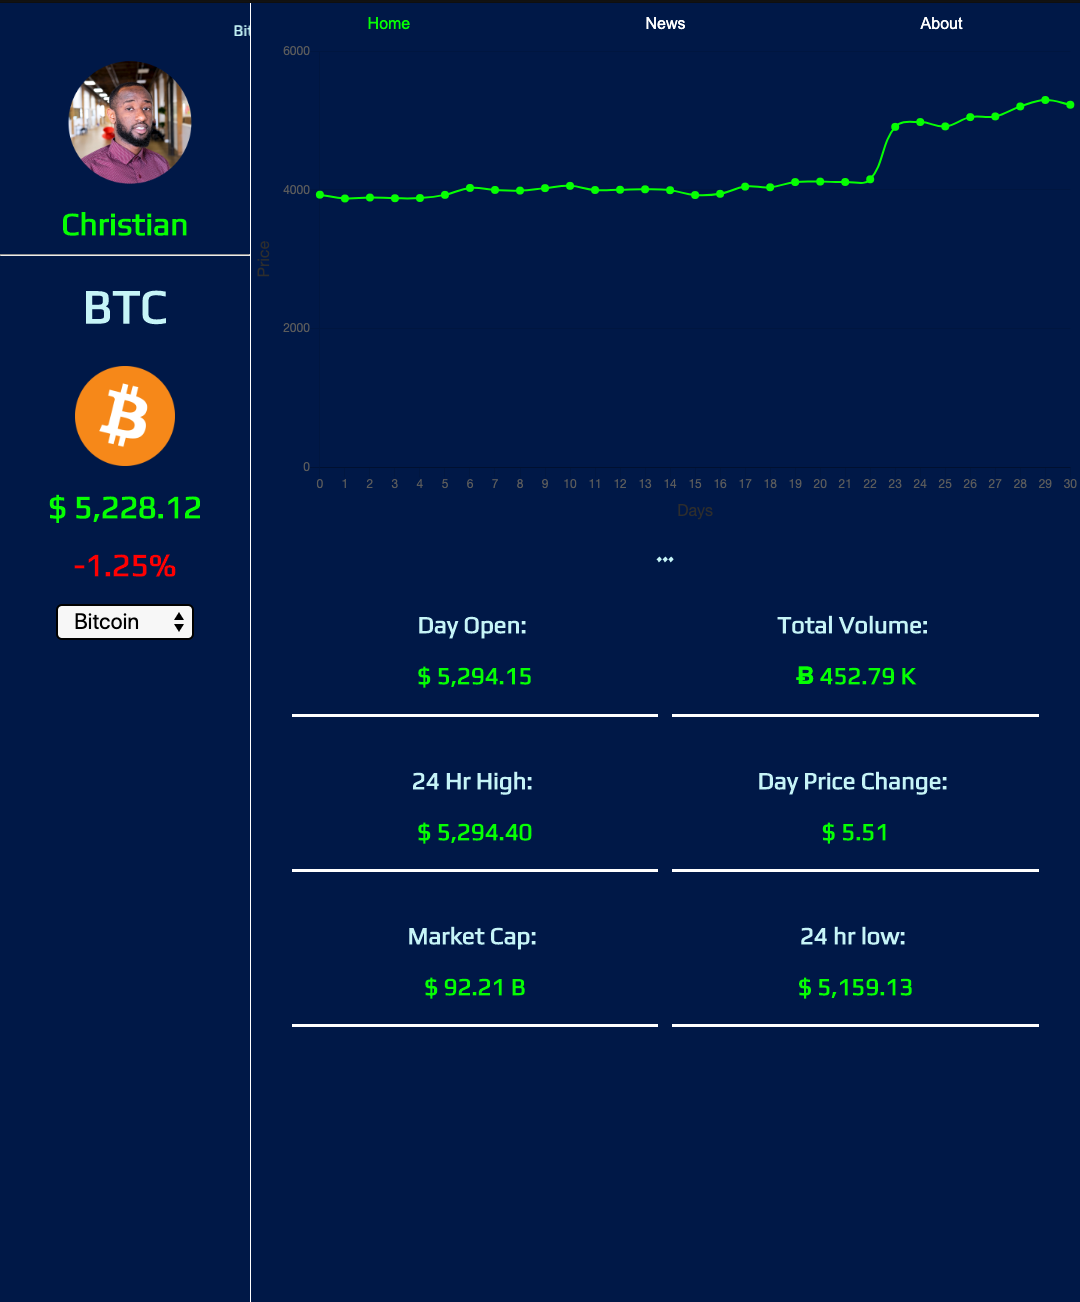 Home News About
Christian
BTC
$ 5,228.12
-1.25%
Bitcoin
6000
4000
2000
0
Price
0 1 2 3 4 5 6 7 8 9 10 11 12 13 14 15 16 17 18 19 20 21 22 23 24 25 26 27 28 29 30
Days
Day Open:
$ 5,294.15
Total Volume:
Ƀ 452.79 K
24 Hr High:
$ 5,294.40
Day Price Change:
$ 5.51
Market Cap:
$ 92.21 B
24 hr low:
$ 5,159.13